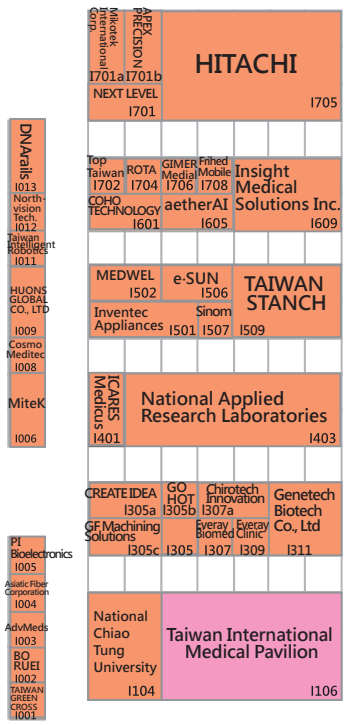 Mikotek
International
Corp.
I701a
APEX
PRECISION
I701b
HITACHI
I705
NEXT LEVEL
I701
DNArails
I013
North-
vision
Tech.
I012
Taiwan
Intelligent
Robotics
I011
HUONS
GLOBAL
CO., LTD
I009
Cosmo
Meditec
I008
MiteK
I006
Top
Taiwan
I702
ROTA
I704
GIMER
Medial
I706
Frihed
Mobile
I708
Insight
Medical
Solutions Inc.
I609
COHO
TECHNOLOGY
I601
aetherAI
I605
MEDWEL
I502
e·SUN
I506
TAIWAN
STANCH
I509
Inventec
Appliances
I501
Sinom
I507
ICARES
Medicus
I401
National Applied
Research Laboratories
I403
CREATE IDEA
I305a
GO
HOT
I305b
Chirotech
Innovation
I307a
Genetech
Biotech
Co., Ltd
I311
GF Machining
Solutions
I305c
I305
Everay
Biomed
I307
Everay
Clinic
I309
PI
Bioelectronics
I005
Asiatic Fiber
Corporation
I004
AdvMeds
I003
BO
RUEI
I002
TAIWAN
GREEN
CROSS
I001
National
Chiao
Tung
University
I104
Taiwan International
Medical Pavilion
I106